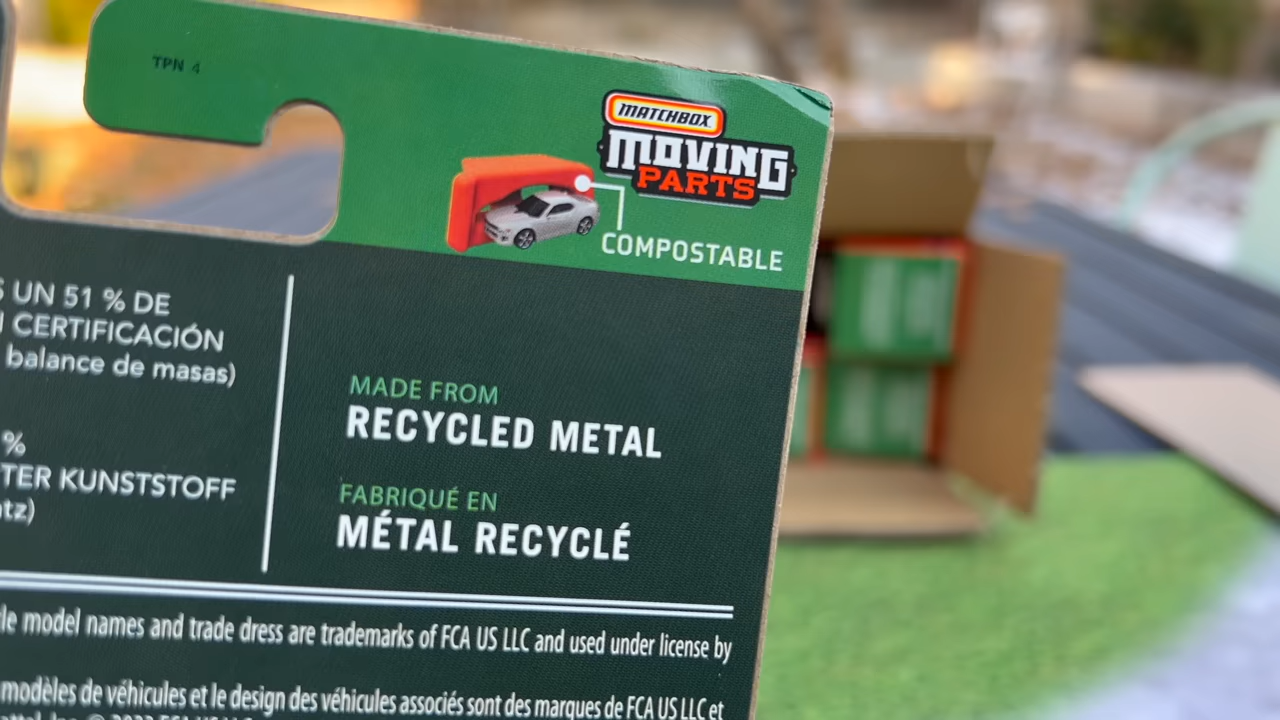 TPN 4
MATCHBOX
MOVING
PARTS
COMPOSTABLE
UN 51 % DE
CERTIFICACIÓN
balance de masas)
%
TER KUNSTSTOFF
tz)
MADE FROM
RECYCLED METAL
FABRIQUÉ EN
MÉTAL RECYCLÉ
le model names and trade dress are trademarks of FCA US LLC and used under license by
modèles de véhicules et le design des véhicules associés sont des marques de FCA US LLC et